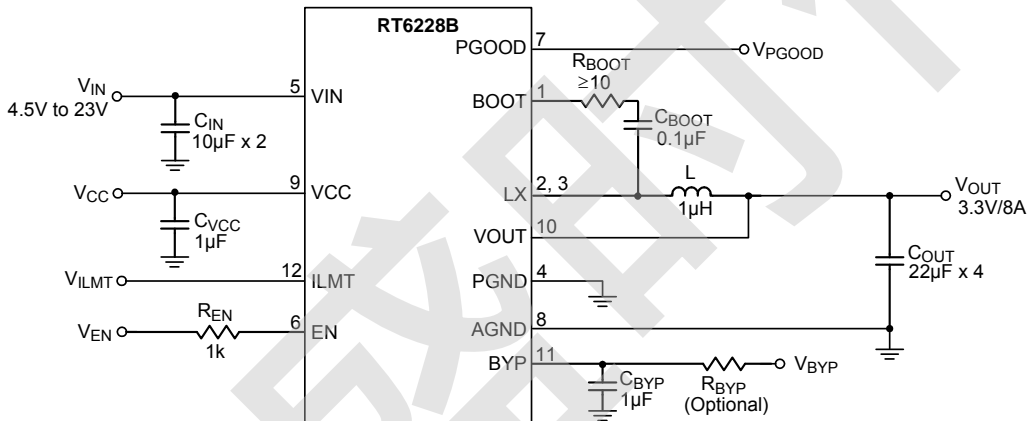 RT6228B
PGOOD
7
VPGOOD
RBOOT
≥10
VIN
4.5V to 23V
5
VIN
BOOT
1
CIN
10µF x 2
CBOOT
0.1µF
VCC
9
VCC
LX
2, 3
L
1µH
VOUT
3.3V/8A
CVCC
1µF
VOUT
10
COUT
22µF x 4
VILMT
12
ILMT
PGND
4
VEN
REN
1k
6
EN
AGND
8
BYP
11
CBYP
1µF
RBYP
(Optional)
VBYP